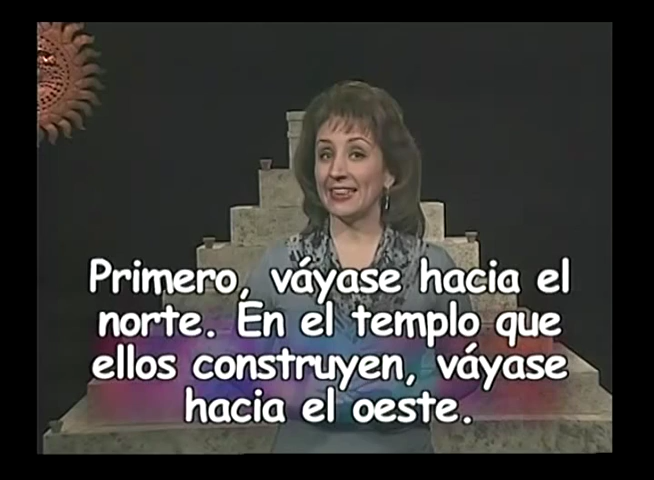 Primero, váyase hacia el
norte. En el templo que
ellos construyen, váyase
hacia el oeste.